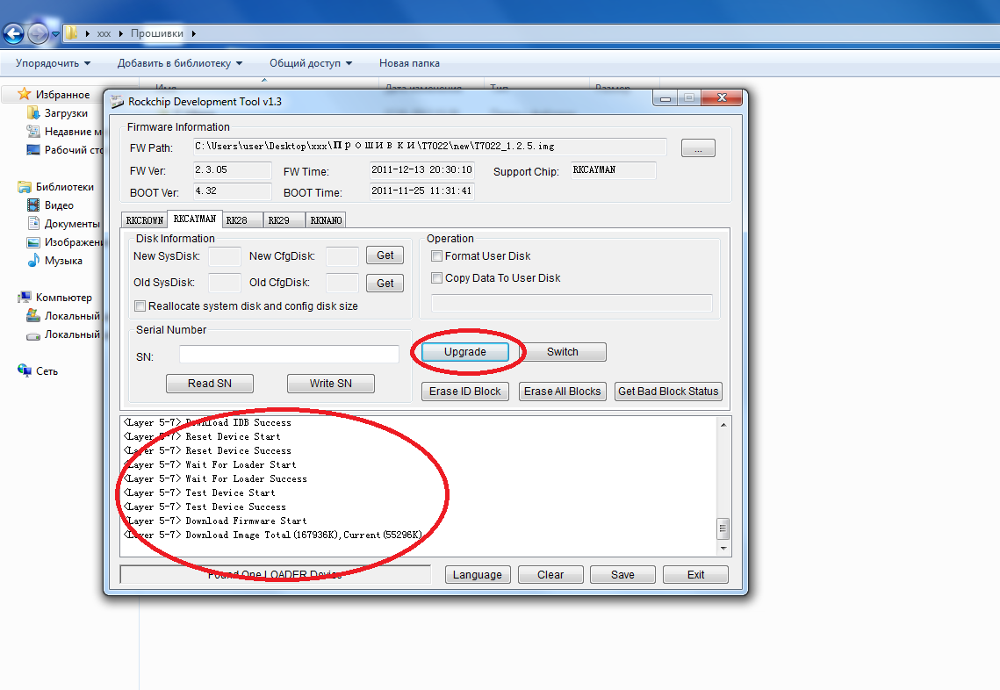 xxx ▸ Прошивки ▸
Упорядочить Добавить в библиотеку Общий доступ Новая папка
Имя Дата изменения Тип Размер
Избранное
Загрузки
Недавние м
Рабочий сто
Библиотеки
Видео
Документы
Изображени
Музыка
Компьютер
Локальный
Локальный
Сеть
Rockchip Development Tool v1.3
Firmware Information
FW Path: C:\Users\user\Desktop\xxx\Прошивки\T7022\new\T7022_1.2.5.img ...
FW Ver: 2.3.05 FW Time: 2011-12-13 20:30:10 Support Chip: RKCAYMAN
BOOT Ver: 4.32 BOOT Time: 2011-11-25 11:31:41
RKCROWN RKCAYMAN RK28 RK29 RKNANO
Disk Information
New SysDisk: New CfgDisk: Get
Old SysDisk: Old CfgDisk: Get
Reallocate system disk and config disk size
Operation
Format User Disk
Copy Data To User Disk
Serial Number
SN:
Read SN Write SN
Upgrade Switch
Erase ID Block Erase All Blocks Get Bad Block Status
<Layer 5-7> Download IDB Success
<Layer 5-7> Reset Device Start
<Layer 5-7> Reset Device Success
<Layer 5-7> Wait For Loader Start
<Layer 5-7> Wait For Loader Success
<Layer 5-7> Test Device Start
<Layer 5-7> Test Device Success
<Layer 5-7> Download Firmware Start
<Layer 5-7> Download Image Total(167936K),Current(55296K)
Found One LOADER Device
Language Clear Save Exit